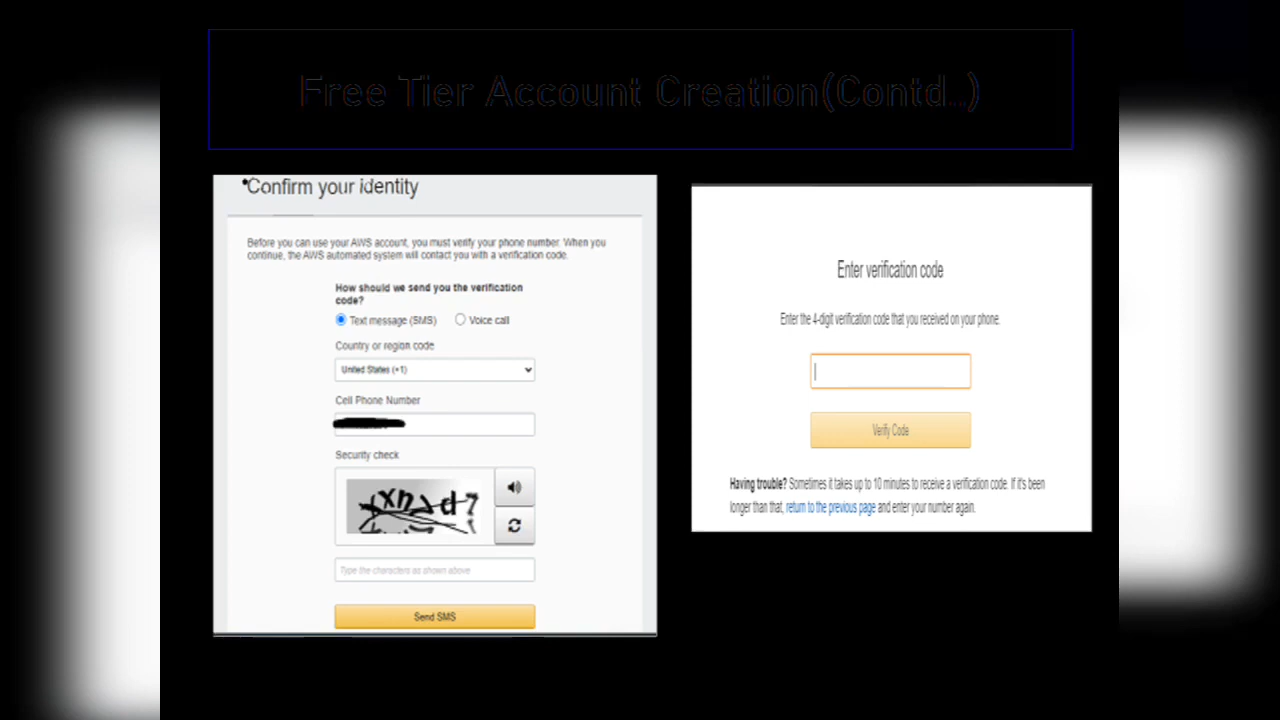 Free Tier Account Creation(Contd..)
•Confirm your identity
Before you can use your AWS account, you must verify your phone number. When you
continue, the AWS automated system will contact you with a verification code.
How should we send you the verification
code?
Text message (SMS) Voice call
Country or region code
United States (+1)
Cell Phone Number
Security check
Type the characters as shown above
Send SMS
Enter verification code
Enter the 4-digit verification code that you received on your phone.
Verify Code
Having trouble? Sometimes it takes up to 10 minutes to receive a verification code. If it's been
longer than that, return to the previous page and enter your number again.